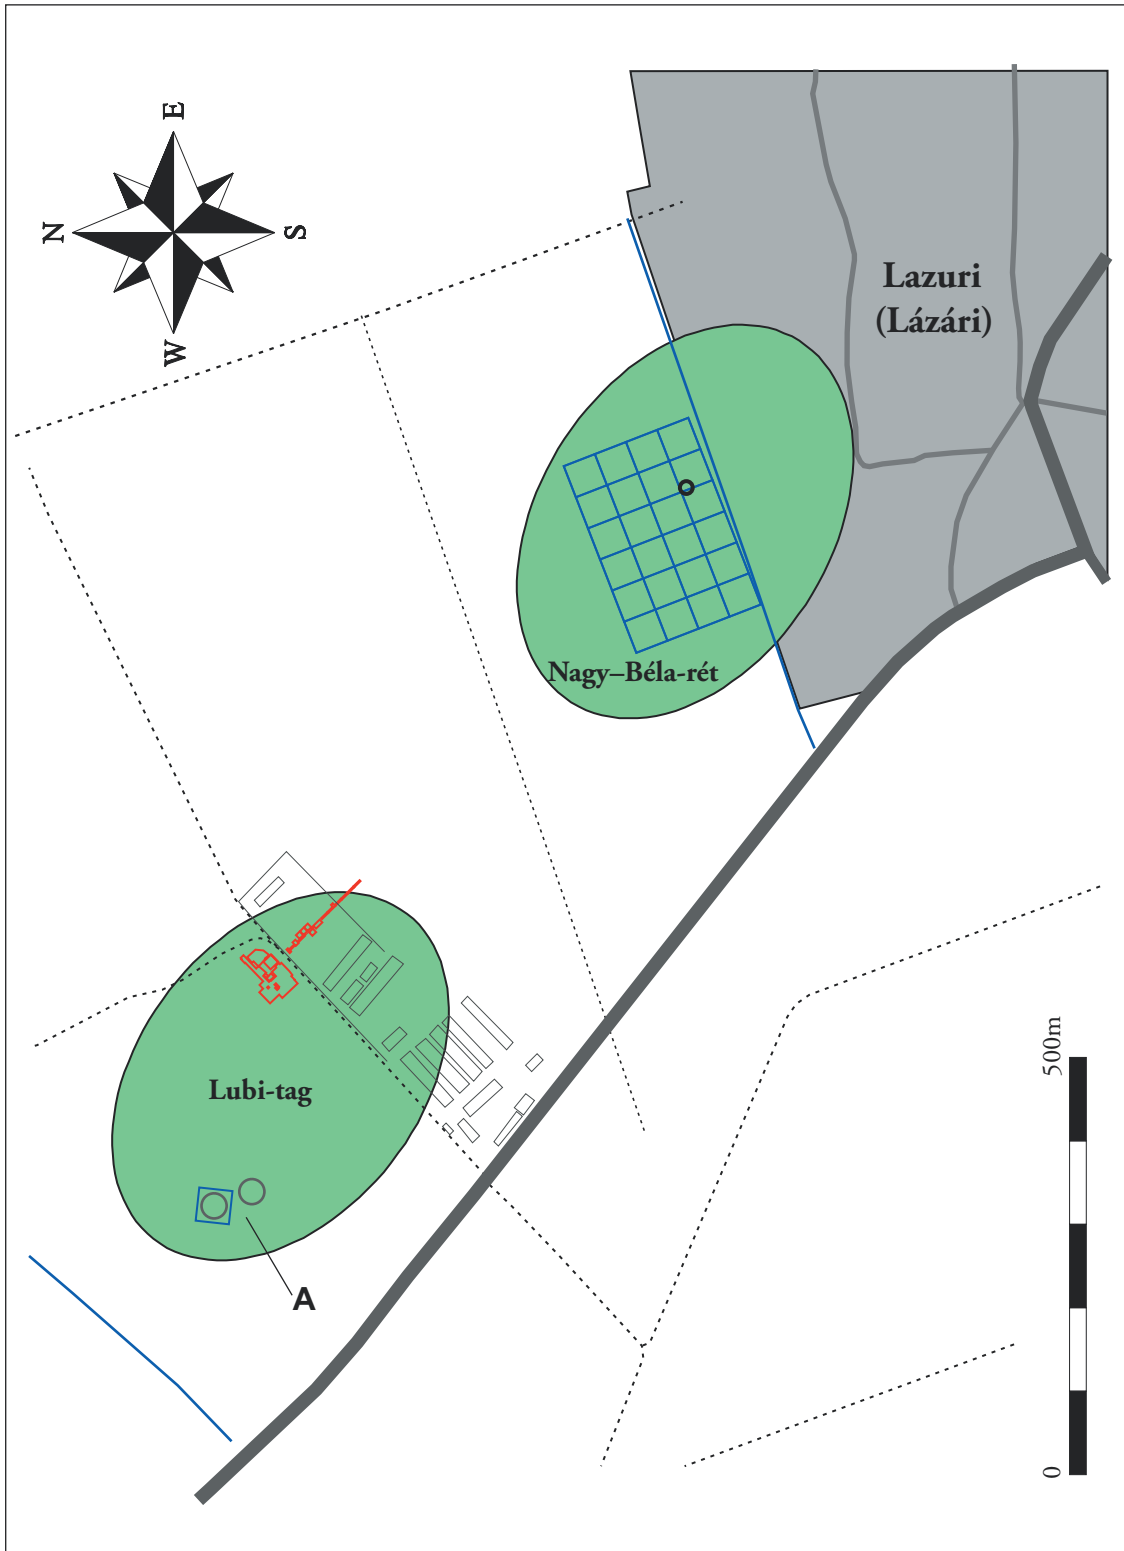 E
N
S
W
Lazuri
(Lázári)
Nagy–Béla-rét
Lubi-tag
A
500m
0